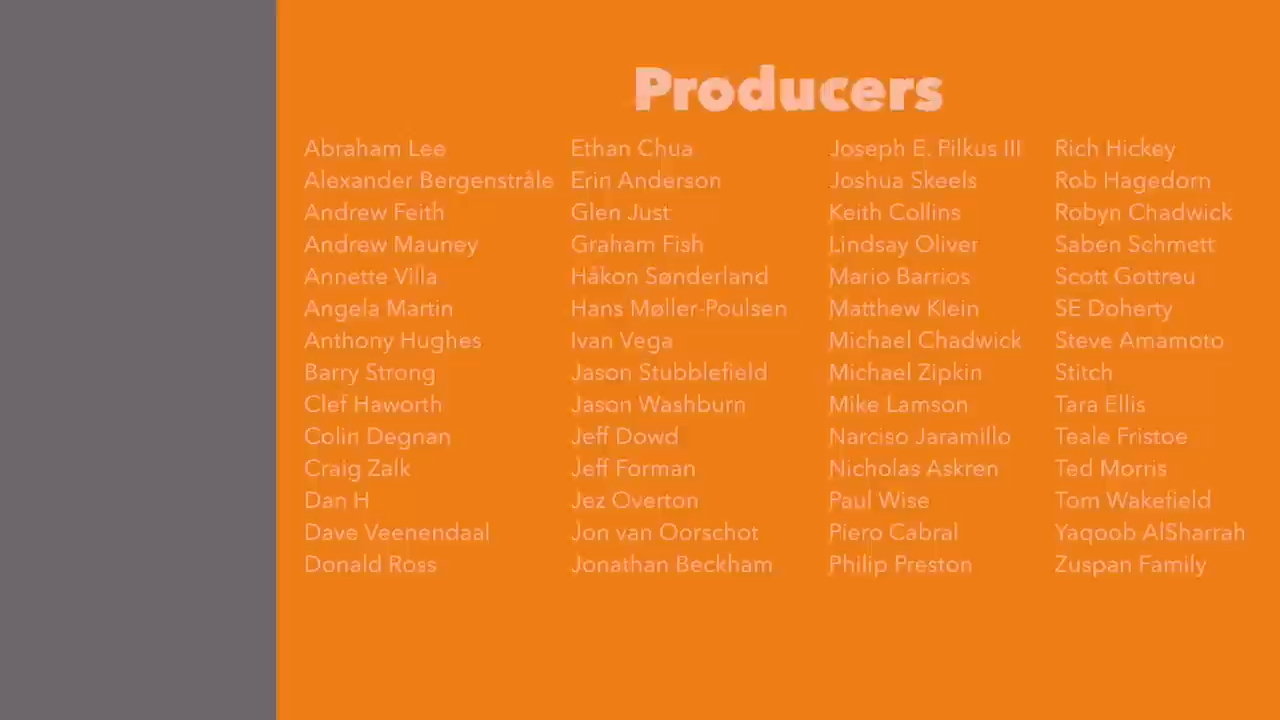 Producers
Abraham Lee
Alexander Bergenstråle
Andrew Feith
Andrew Mauney
Annette Villa
Angela Martin
Anthony Hughes
Barry Strong
Clef Haworth
Colin Degnan
Craig Zalk
Dan H
Dave Veenendaal
Donald Ross
Ethan Chua
Erin Anderson
Glen Just
Graham Fish
Håkon Sønderland
Hans Møller-Poulsen
Ivan Vega
Jason Stubblefield
Jason Washburn
Jeff Dowd
Jeff Forman
Jez Overton
Jon van Oorschot
Jonathan Beckham
Joseph E. Pilkus III
Joshua Skeels
Keith Collins
Lindsay Oliver
Mario Barrios
Matthew Klein
Michael Chadwick
Michael Zipkin
Mike Lamson
Narciso Jaramillo
Nicholas Askren
Paul Wise
Piero Cabral
Philip Preston
Rich Hickey
Rob Hagedorn
Robyn Chadwick
Saben Schmett
Scott Gottreu
SE Doherty
Steve Amamoto
Stitch
Tara Ellis
Teale Fristoe
Ted Morris
Tom Wakefield
Yaqoob AlSharrah
Zuspan Family